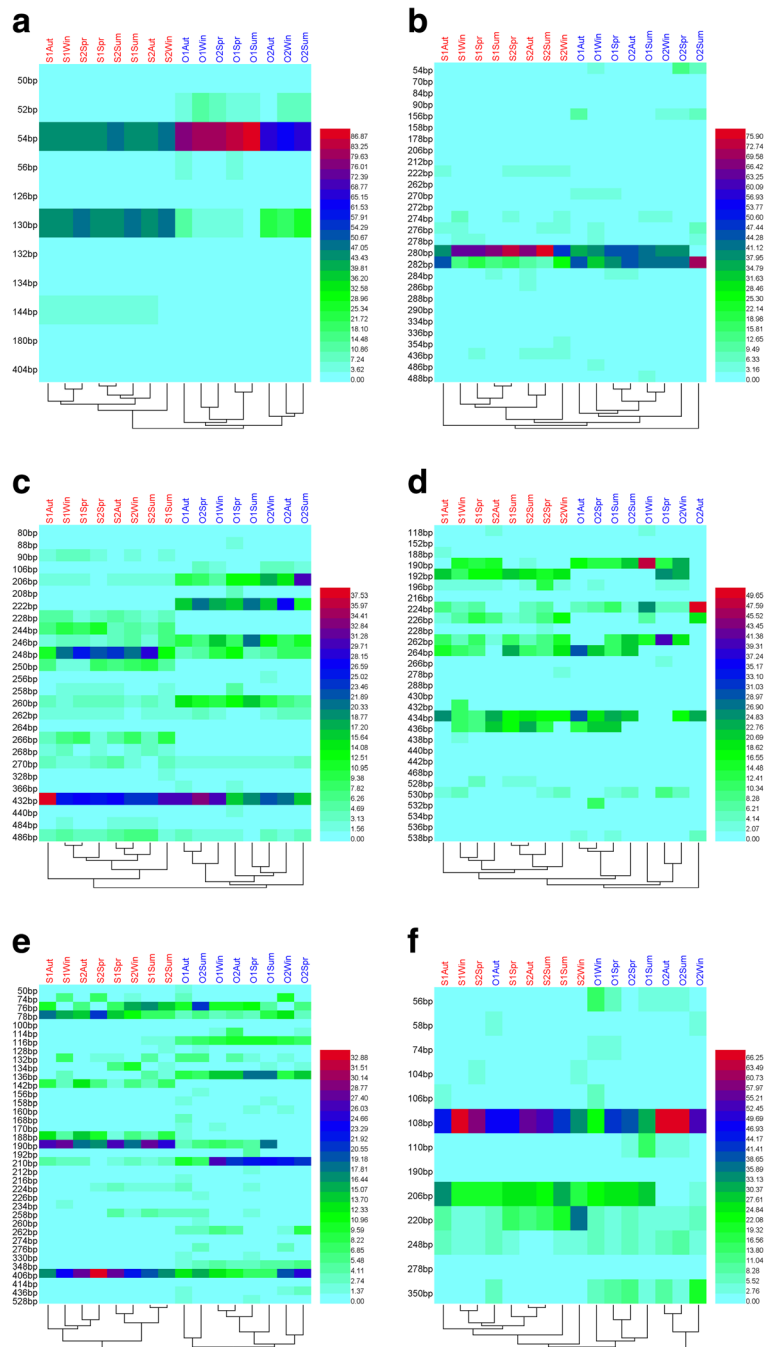 a
S1Aut S1Win S2Spr S1Spr S2Sum S1Sum S2Aut S2Win O1Aut O1Win O2Spr O1Spr O1Sum O2Aut O2Win O2Sum
50bp
52bp
54bp
56bp
126bp
130bp
132bp
134bp
144bp
180bp
404bp
86.87
83.25
79.63
76.01
72.39
68.77
65.15
61.53
57.91
54.29
50.67
47.05
43.43
39.81
36.20
32.58
28.96
25.34
21.72
18.10
14.48
10.86
7.24
3.62
0.00
b
S1Aut S1Win S1Spr S1Sum S2Spr S2Aut S2Sum S2Win O1Aut O1Win O1Spr O2Aut O1Sum O2Win O2Spr O2Sum
54bp
70bp
84bp
90bp
156bp
158bp
178bp
206bp
212bp
222bp
262bp
270bp
272bp
274bp
276bp
278bp
280bp
282bp
284bp
286bp
288bp
290bp
334bp
336bp
354bp
436bp
486bp
488bp
75.90
72.74
69.58
66.42
63.25
60.09
56.93
53.77
50.60
47.44
44.28
41.12
37.95
34.79
31.63
28.46
25.30
22.14
18.98
15.81
12.65
9.49
6.33
3.16
0.00
c
S1Aut S1Win S1Spr S2Spr S2Aut S2Win S2Sum S1Sum O1Aut O2Spr O1Win O1Spr O1Sum O2Win O2Aut O2Sum
80bp
88bp
90bp
106bp
206bp
208bp
222bp
228bp
244bp
246bp
248bp
250bp
256bp
258bp
260bp
262bp
264bp
266bp
268bp
270bp
328bp
366bp
432bp
440bp
484bp
486bp
37.53
35.97
34.41
32.84
31.28
29.71
28.15
26.59
25.02
23.46
21.89
20.33
18.77
17.20
15.64
14.08
12.51
10.95
9.38
7.82
6.26
4.69
3.13
1.56
0.00
d
S1Aut S1Win S1Spr S2Aut S1Sum S2Sum S2Spr S2Win O1Aut O2Spr O1Sum O2Sum O1Win O1Spr O2Win O2Aut
118bp
152bp
188bp
190bp
192bp
196bp
216bp
224bp
226bp
228bp
262bp
264bp
266bp
278bp
288bp
430bp
432bp
434bp
436bp
438bp
440bp
442bp
468bp
528bp
530bp
532bp
534bp
536bp
538bp
49.65
47.59
45.52
43.45
41.38
39.31
37.24
35.17
33.10
31.03
28.96
26.90
24.83
22.76
20.69
18.62
16.55
14.48
12.41
10.34
8.28
6.21
4.14
2.07
0.00
e
S1Aut S1Win S2Aut S2Spr S1Spr S2Win S1Sum S2Sum O1Aut O2Sum O1Win O2Aut O1Spr O1Sum O2Win O2Spr
50bp
74bp
76bp
78bp
100bp
114bp
116bp
128bp
132bp
134bp
136bp
142bp
156bp
158bp
160bp
168bp
170bp
188bp
190bp
192bp
210bp
212bp
216bp
224bp
226bp
234bp
258bp
260bp
262bp
274bp
276bp
330bp
348bp
406bp
414bp
436bp
528bp
32.88
31.51
30.14
28.77
27.40
26.03
24.66
23.29
21.92
20.55
19.18
17.81
16.44
15.07
13.70
12.33
10.96
9.59
8.22
6.85
5.48
4.11
2.74
1.37
0.00
f
S1Aut S1Win S2Spr O1Aut S1Spr S2Aut S2Sum S1Sum S2Win O1Win O1Spr O2Spr O1Sum O2Aut O2Sum O2Win
56bp
58bp
74bp
104bp
106bp
108bp
110bp
190bp
206bp
220bp
248bp
278bp
350bp
66.25
63.49
60.73
57.97
55.21
52.45
49.69
46.93
44.17
41.41
38.65
35.89
33.13
30.37
27.61
24.84
22.08
19.32
16.56
13.80
11.04
8.28
5.52
2.76
0.00